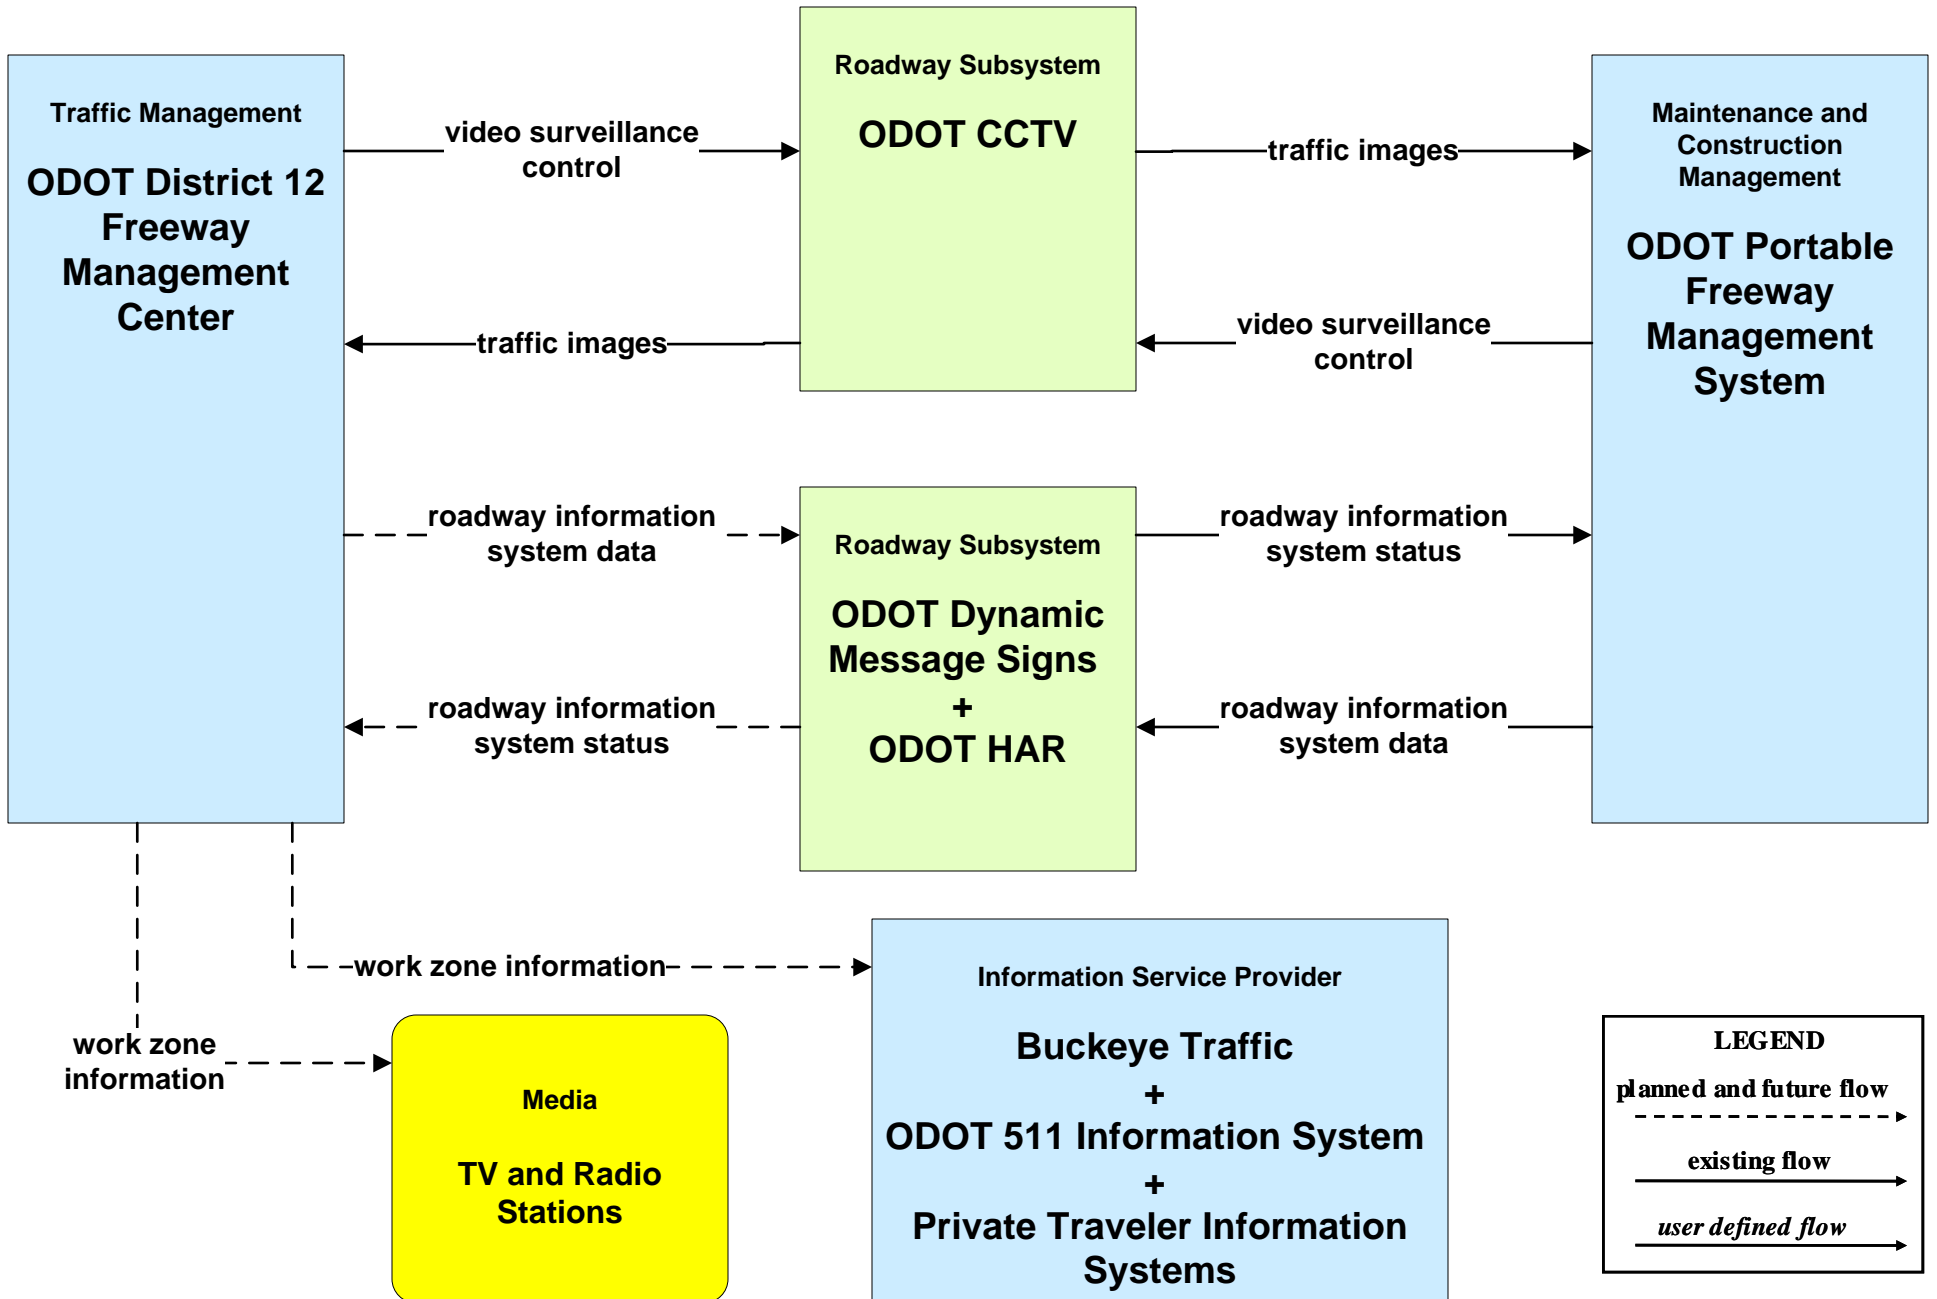 Traffic Management
ODOT District 12
Freeway
Management
Center
video surveillance
control
traffic images
Roadway Subsystem
ODOT CCTV
traffic images
video surveillance
control
Maintenance and
Construction
Management
ODOT Portable
Freeway
Management
System
roadway information
system data
roadway information
system status
Roadway Subsystem
ODOT Dynamic
Message Signs
+
ODOT HAR
roadway information
system status
roadway information
system data
work zone information
work zone
information
Media
TV and Radio
Stations
Information Service Provider
Buckeye Traffic
+
ODOT 511 Information System
+
Private Traveler Information
Systems
LEGEND
planned and future flow
existing flow
user defined flow